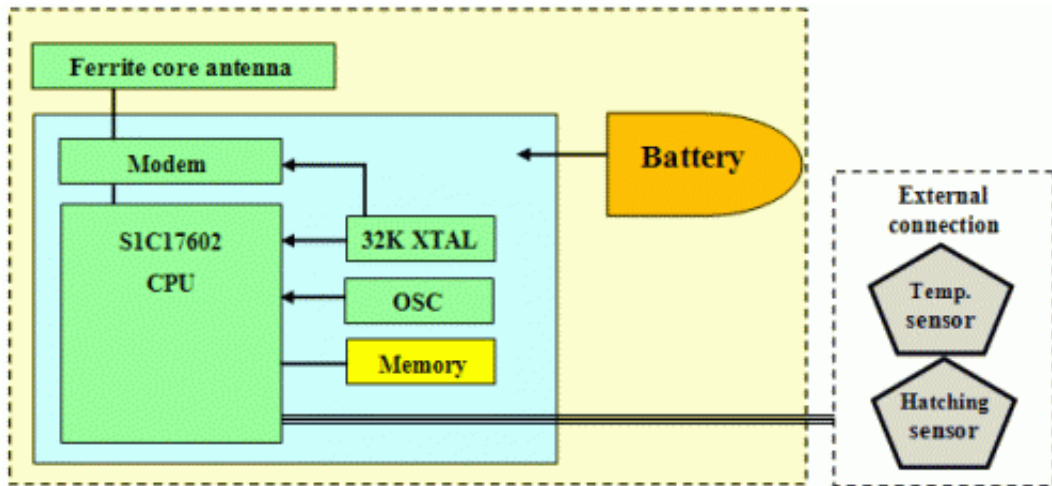 Ferrite core antenna
Modem
Battery
S1C17602
CPU
32K XTAL
OSC
Memory
External
connection
Temp.
sensor
Hatching
sensor